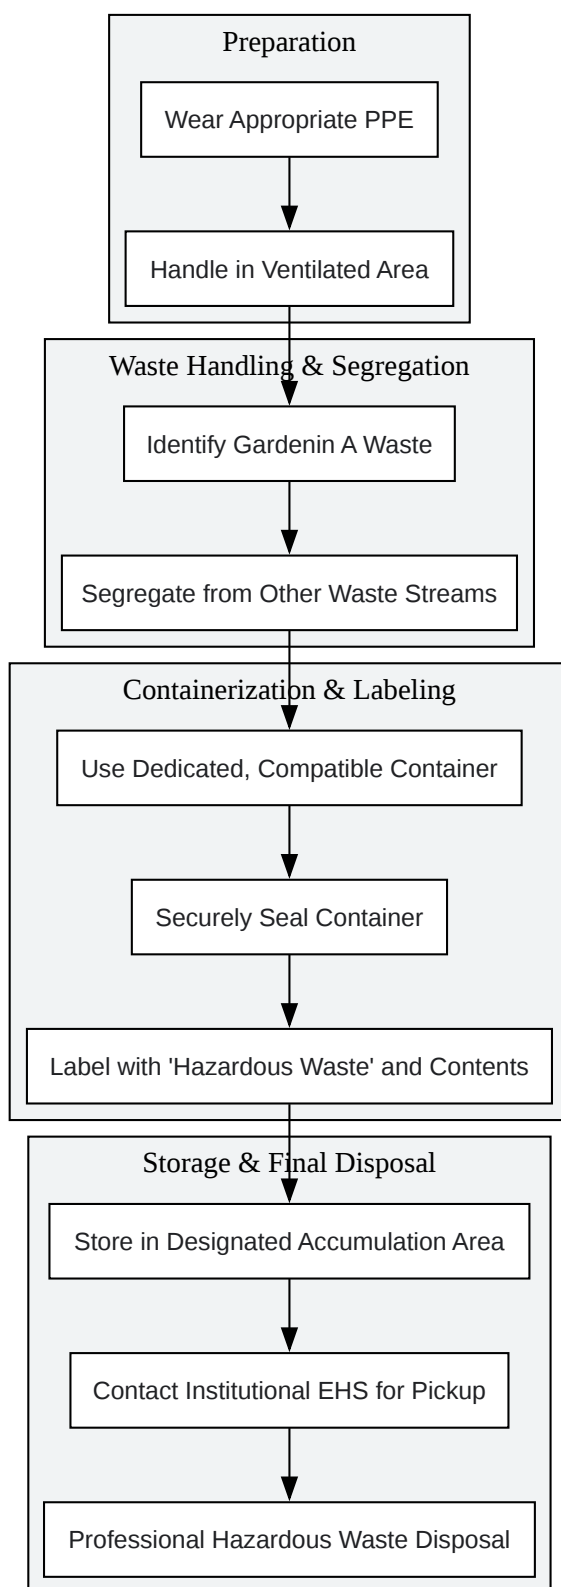 Preparation
Wear Appropriate PPE
Handle in Ventilated Area
Waste Handling & Segregation
Identify Gardenin A Waste
Segregate from Other Waste Streams
Containerization & Labeling
Use Dedicated, Compatible Container
Securely Seal Container
Label with 'Hazardous Waste' and Contents
Storage & Final Disposal
Store in Designated Accumulation Area
Contact Institutional EHS for Pickup
Professional Hazardous Waste Disposal